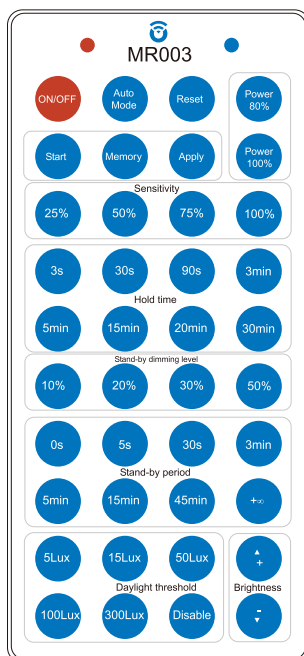 MR003
ON/OFF
Auto
Mode
Reset
Power
80%
Start
Memory
Apply
Power
100%
Sensitivity
25%
50%
75%
100%
3s
30s
90s
3min
Hold time
5min
15min
20min
30min
Stand-by dimming level
10%
20%
30%
50%
0s
5s
30s
3min
Stand-by period
5min
15min
45min
+∞
5Lux
15Lux
50Lux
+
Daylight threshold
Brightness
100Lux
300Lux
Disable
-